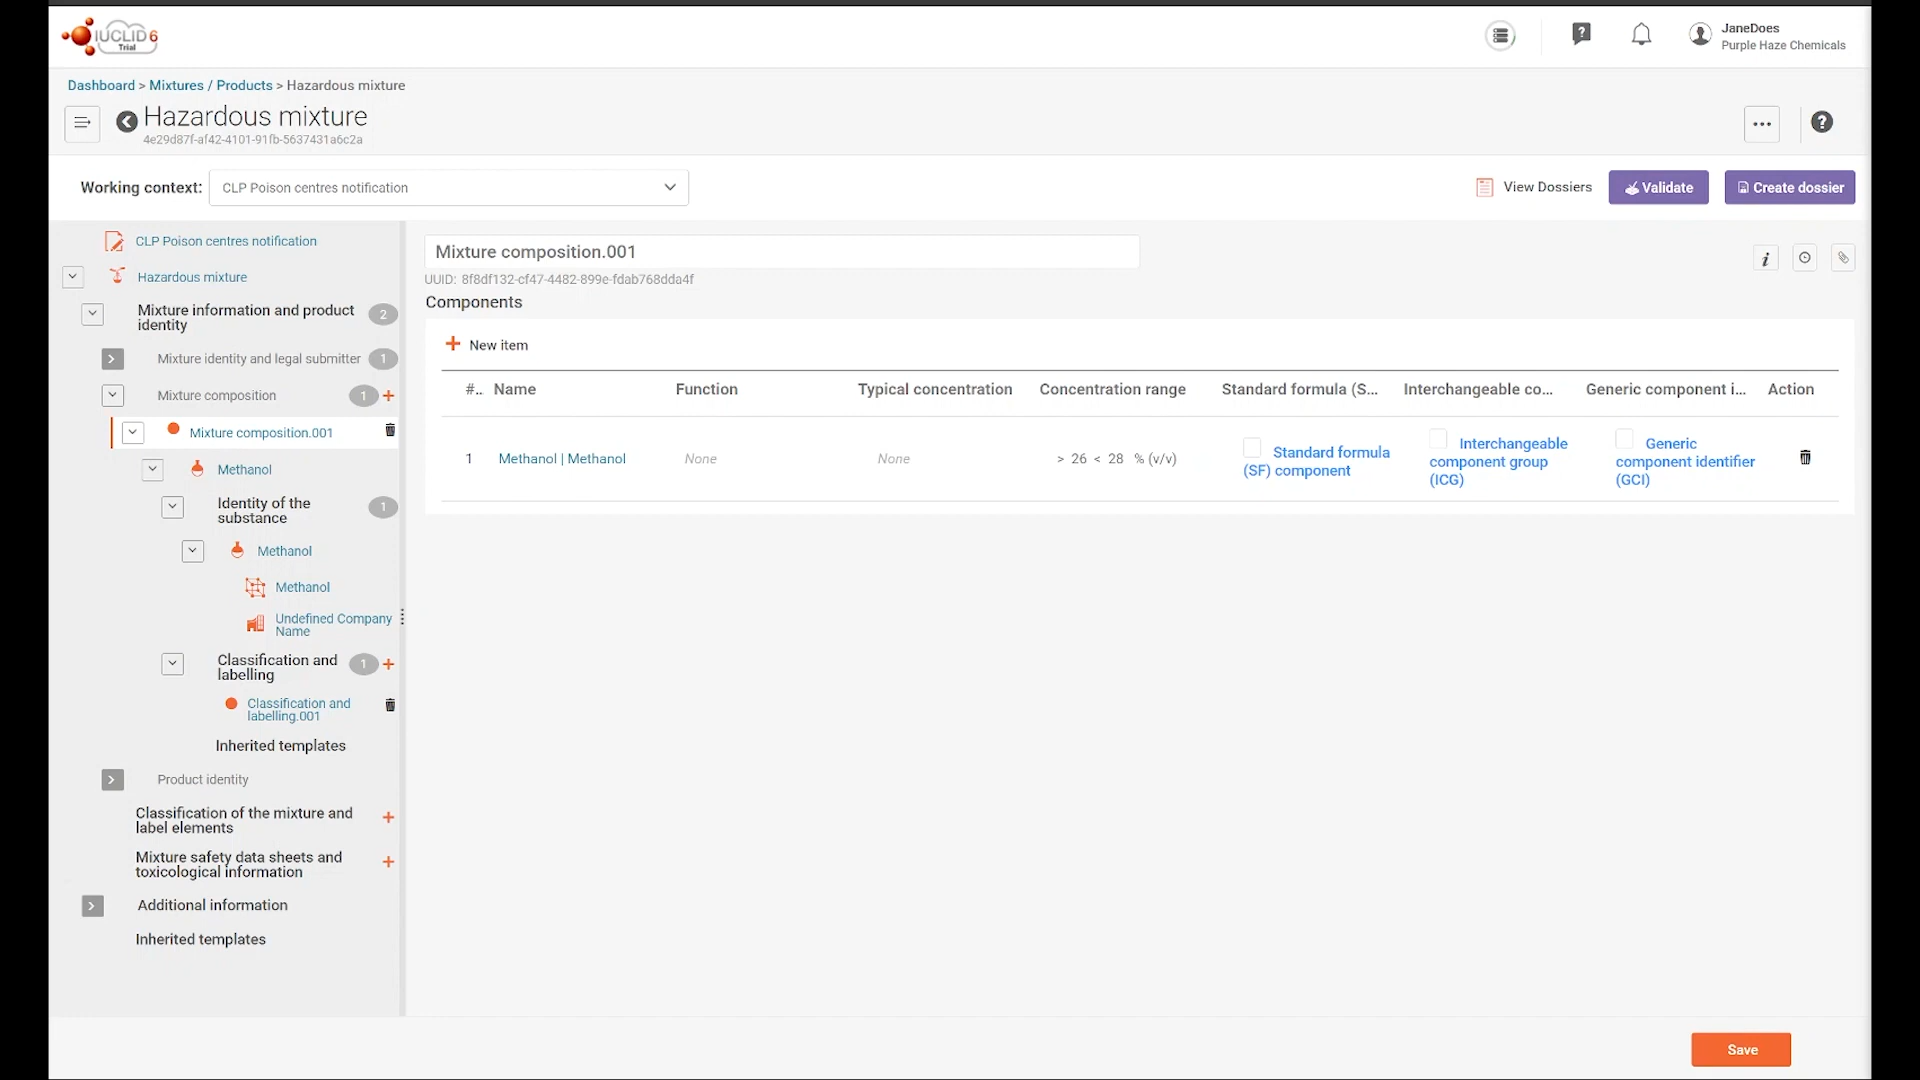 IUCLID 6
Trial
JaneDoes
Purple Haze Chemicals
Dashboard > Mixtures / Products > Hazardous mixture
Hazardous mixture
4e29d87f-af42-4101-91fb-5637431a6c2a
Working context:
CLP Poison centres notification
View Dossiers
Validate
Create dossier
CLP Poison centres notification
Hazardous mixture
Mixture information and product
identity
2
Mixture identity and legal submitter
1
Mixture composition
1
Mixture composition.001
Methanol
Identity of the
substance
1
Methanol
Methanol
Undefined Company
Name
Classification and
labelling
1
Classification and
labelling.001
Inherited templates
Product identity
Classification of the mixture and
label elements
Mixture safety data sheets and
toxicological information
Additional information
Inherited templates
Mixture composition.001
UUID: 8f8df132-cf47-4482-899e-fdab768dda4f
Components
New item
#.. Name Function Typical concentration Concentration range Standard formula (S... Interchangeable co... Generic component i... Action
1 Methanol | Methanol None None > 26 < 28 % (v/v)
Standard formula
(SF) component
Interchangeable
component group
(ICG)
Generic
component identifier
(GCI)
Save